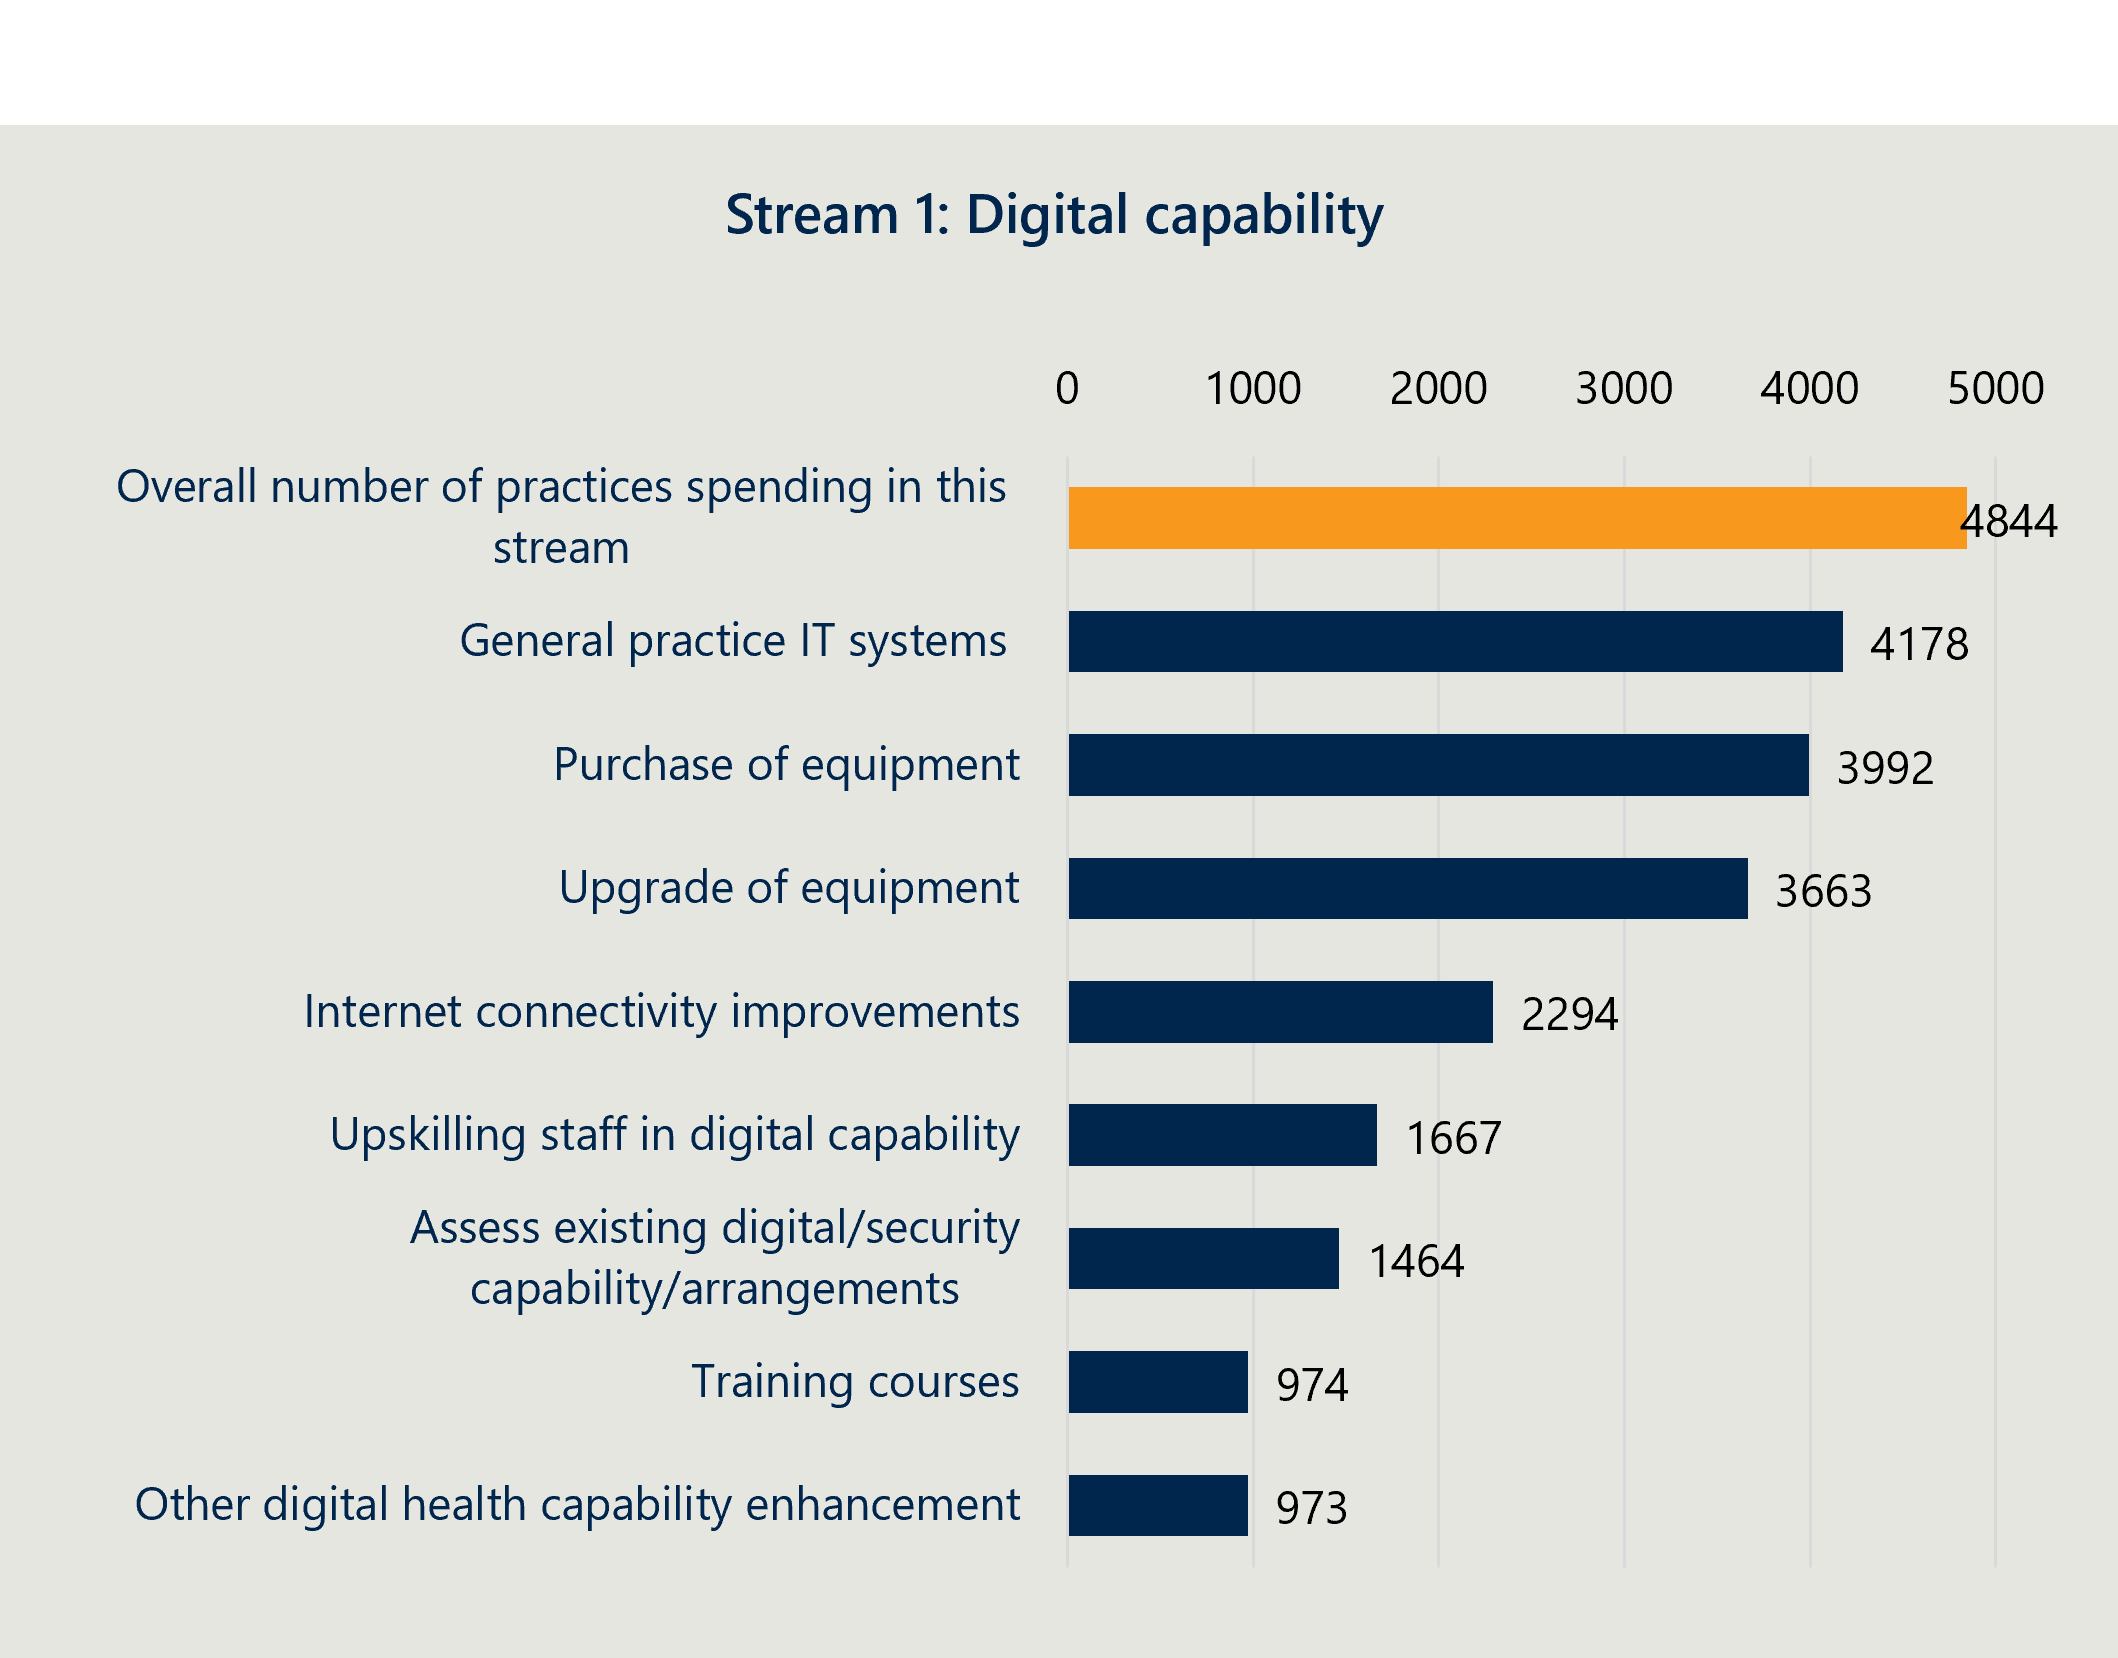 Stream 1: Digital capability
0 1000 2000 3000 4000 5000
Overall number of practices spending in this
stream
4844
General practice IT systems 4178
Purchase of equipment 3992
Upgrade of equipment 3663
Internet connectivity improvements 2294
Upskilling staff in digital capability 1667
Assess existing digital/security
capability/arrangements
1464
Training courses 974
Other digital health capability enhancement 973